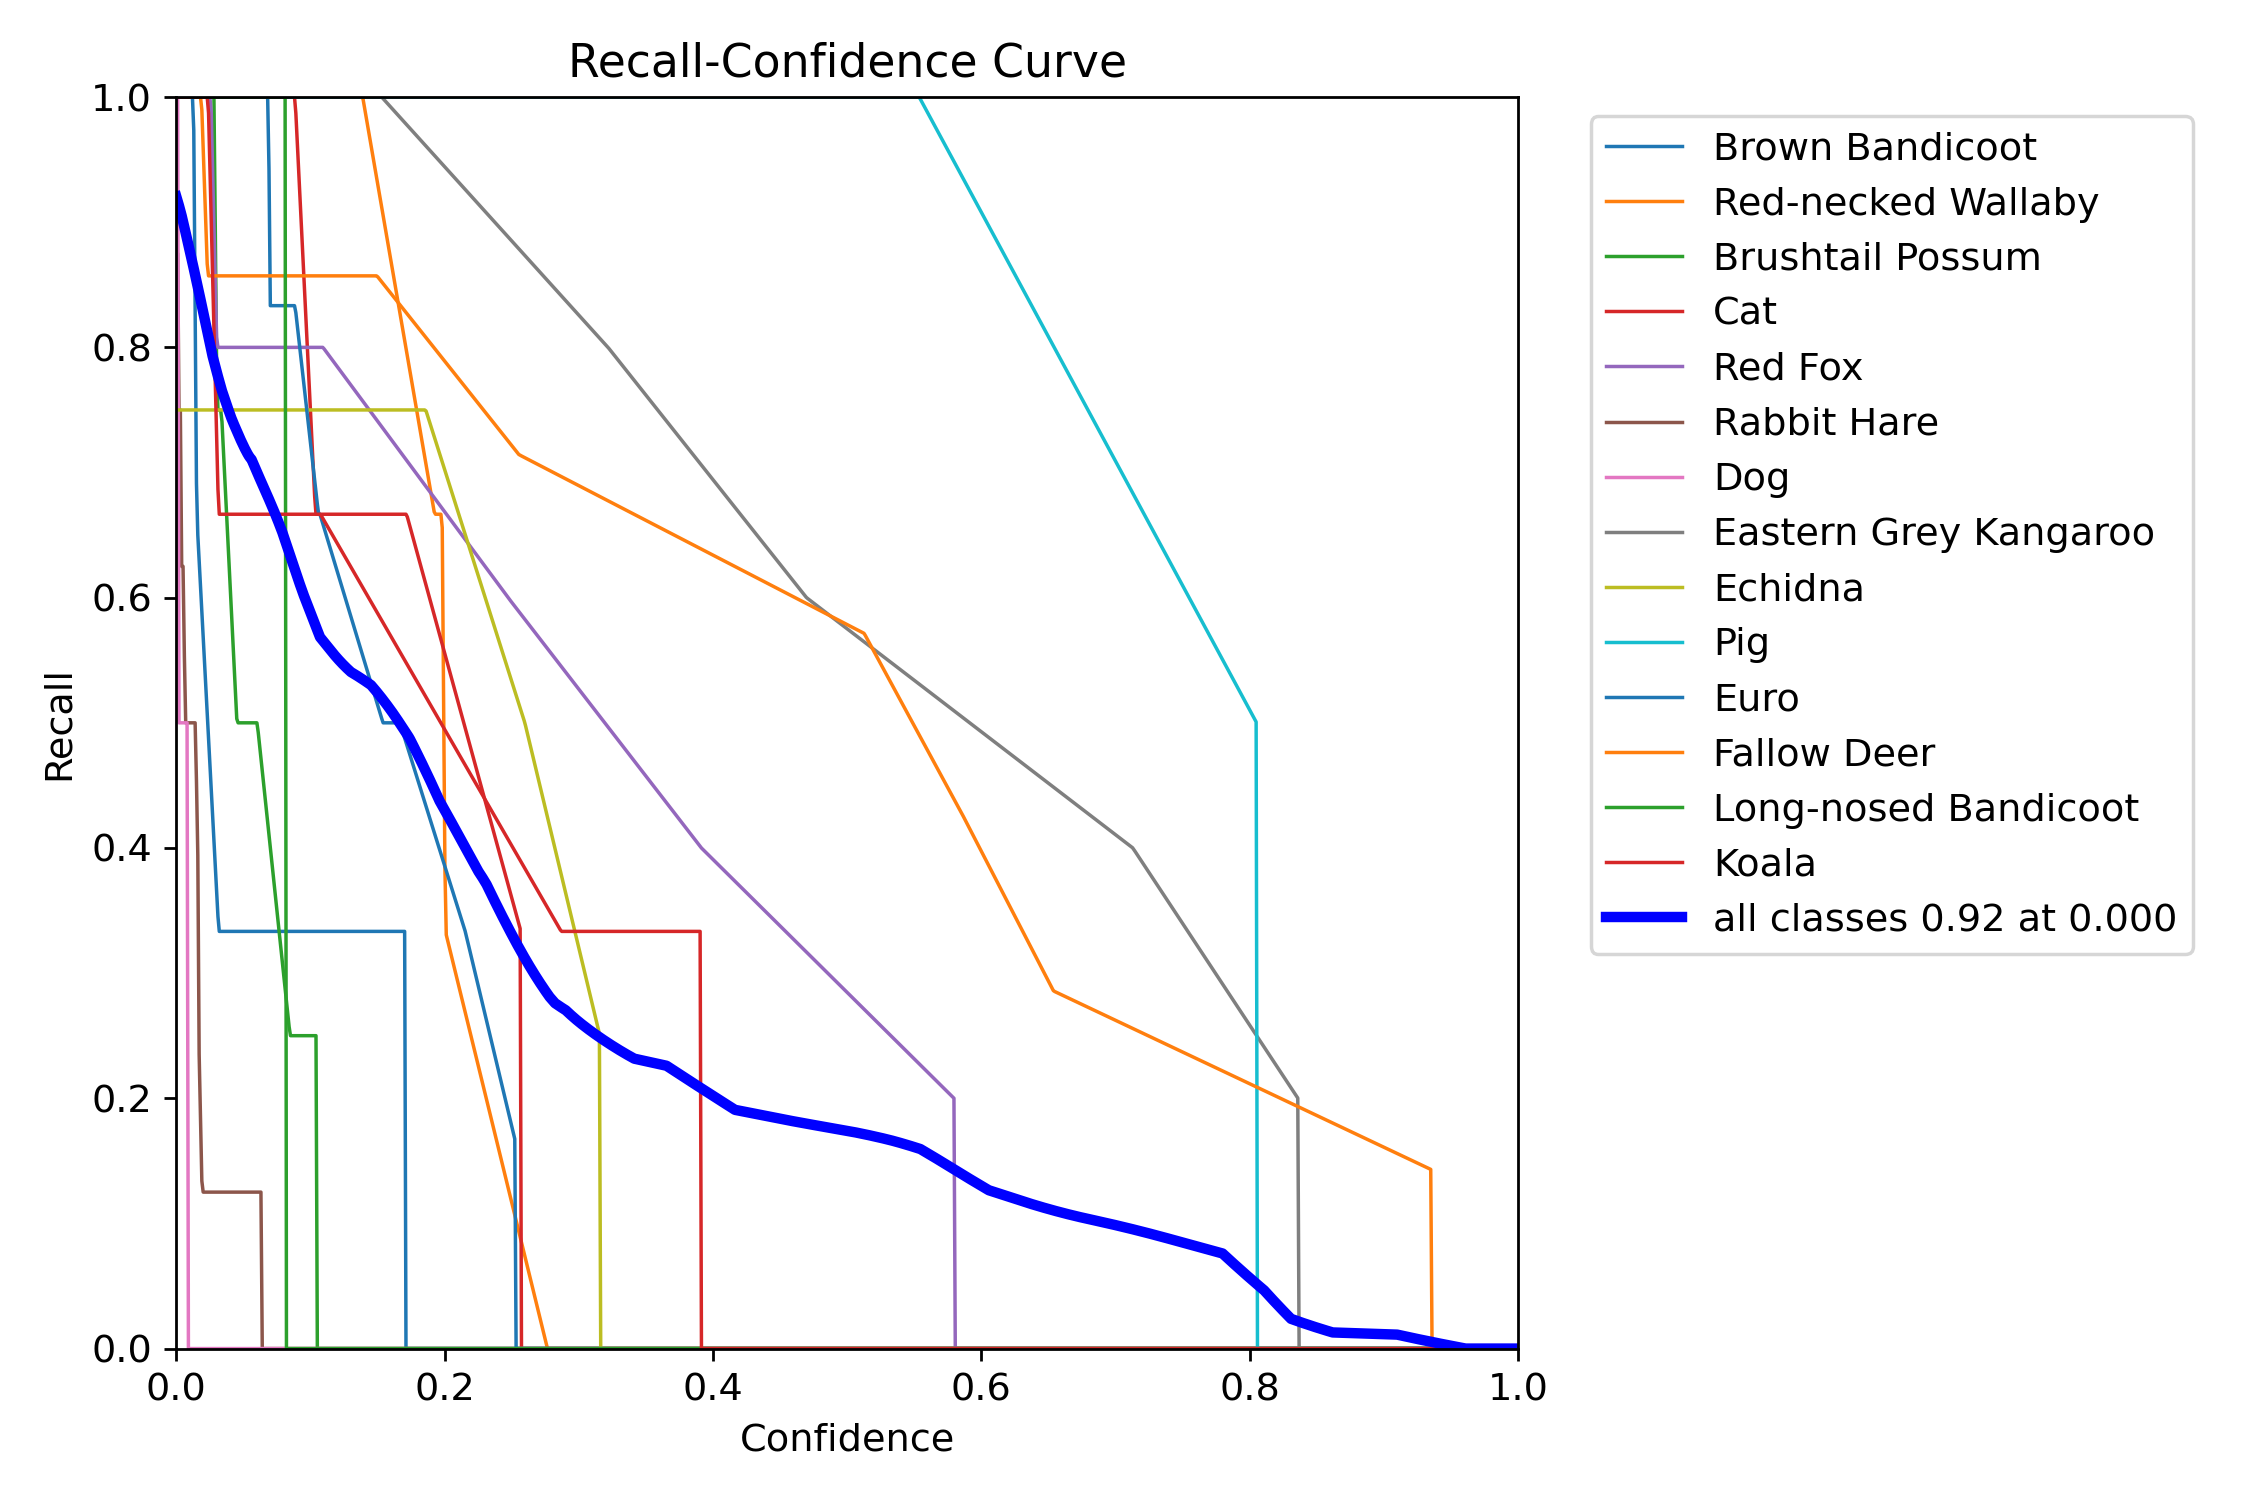 Recall-Confidence Curve
1.0
0.8
0.6
0.4
0.2
0.0
Recall
0.0 0.2 0.4 0.6 0.8 1.0
Confidence
Brown Bandicoot
Red-necked Wallaby
Brushtail Possum
Cat
Red Fox
Rabbit Hare
Dog
Eastern Grey Kangaroo
Echidna
Pig
Euro
Fallow Deer
Long-nosed Bandicoot
Koala
all classes 0.92 at 0.000